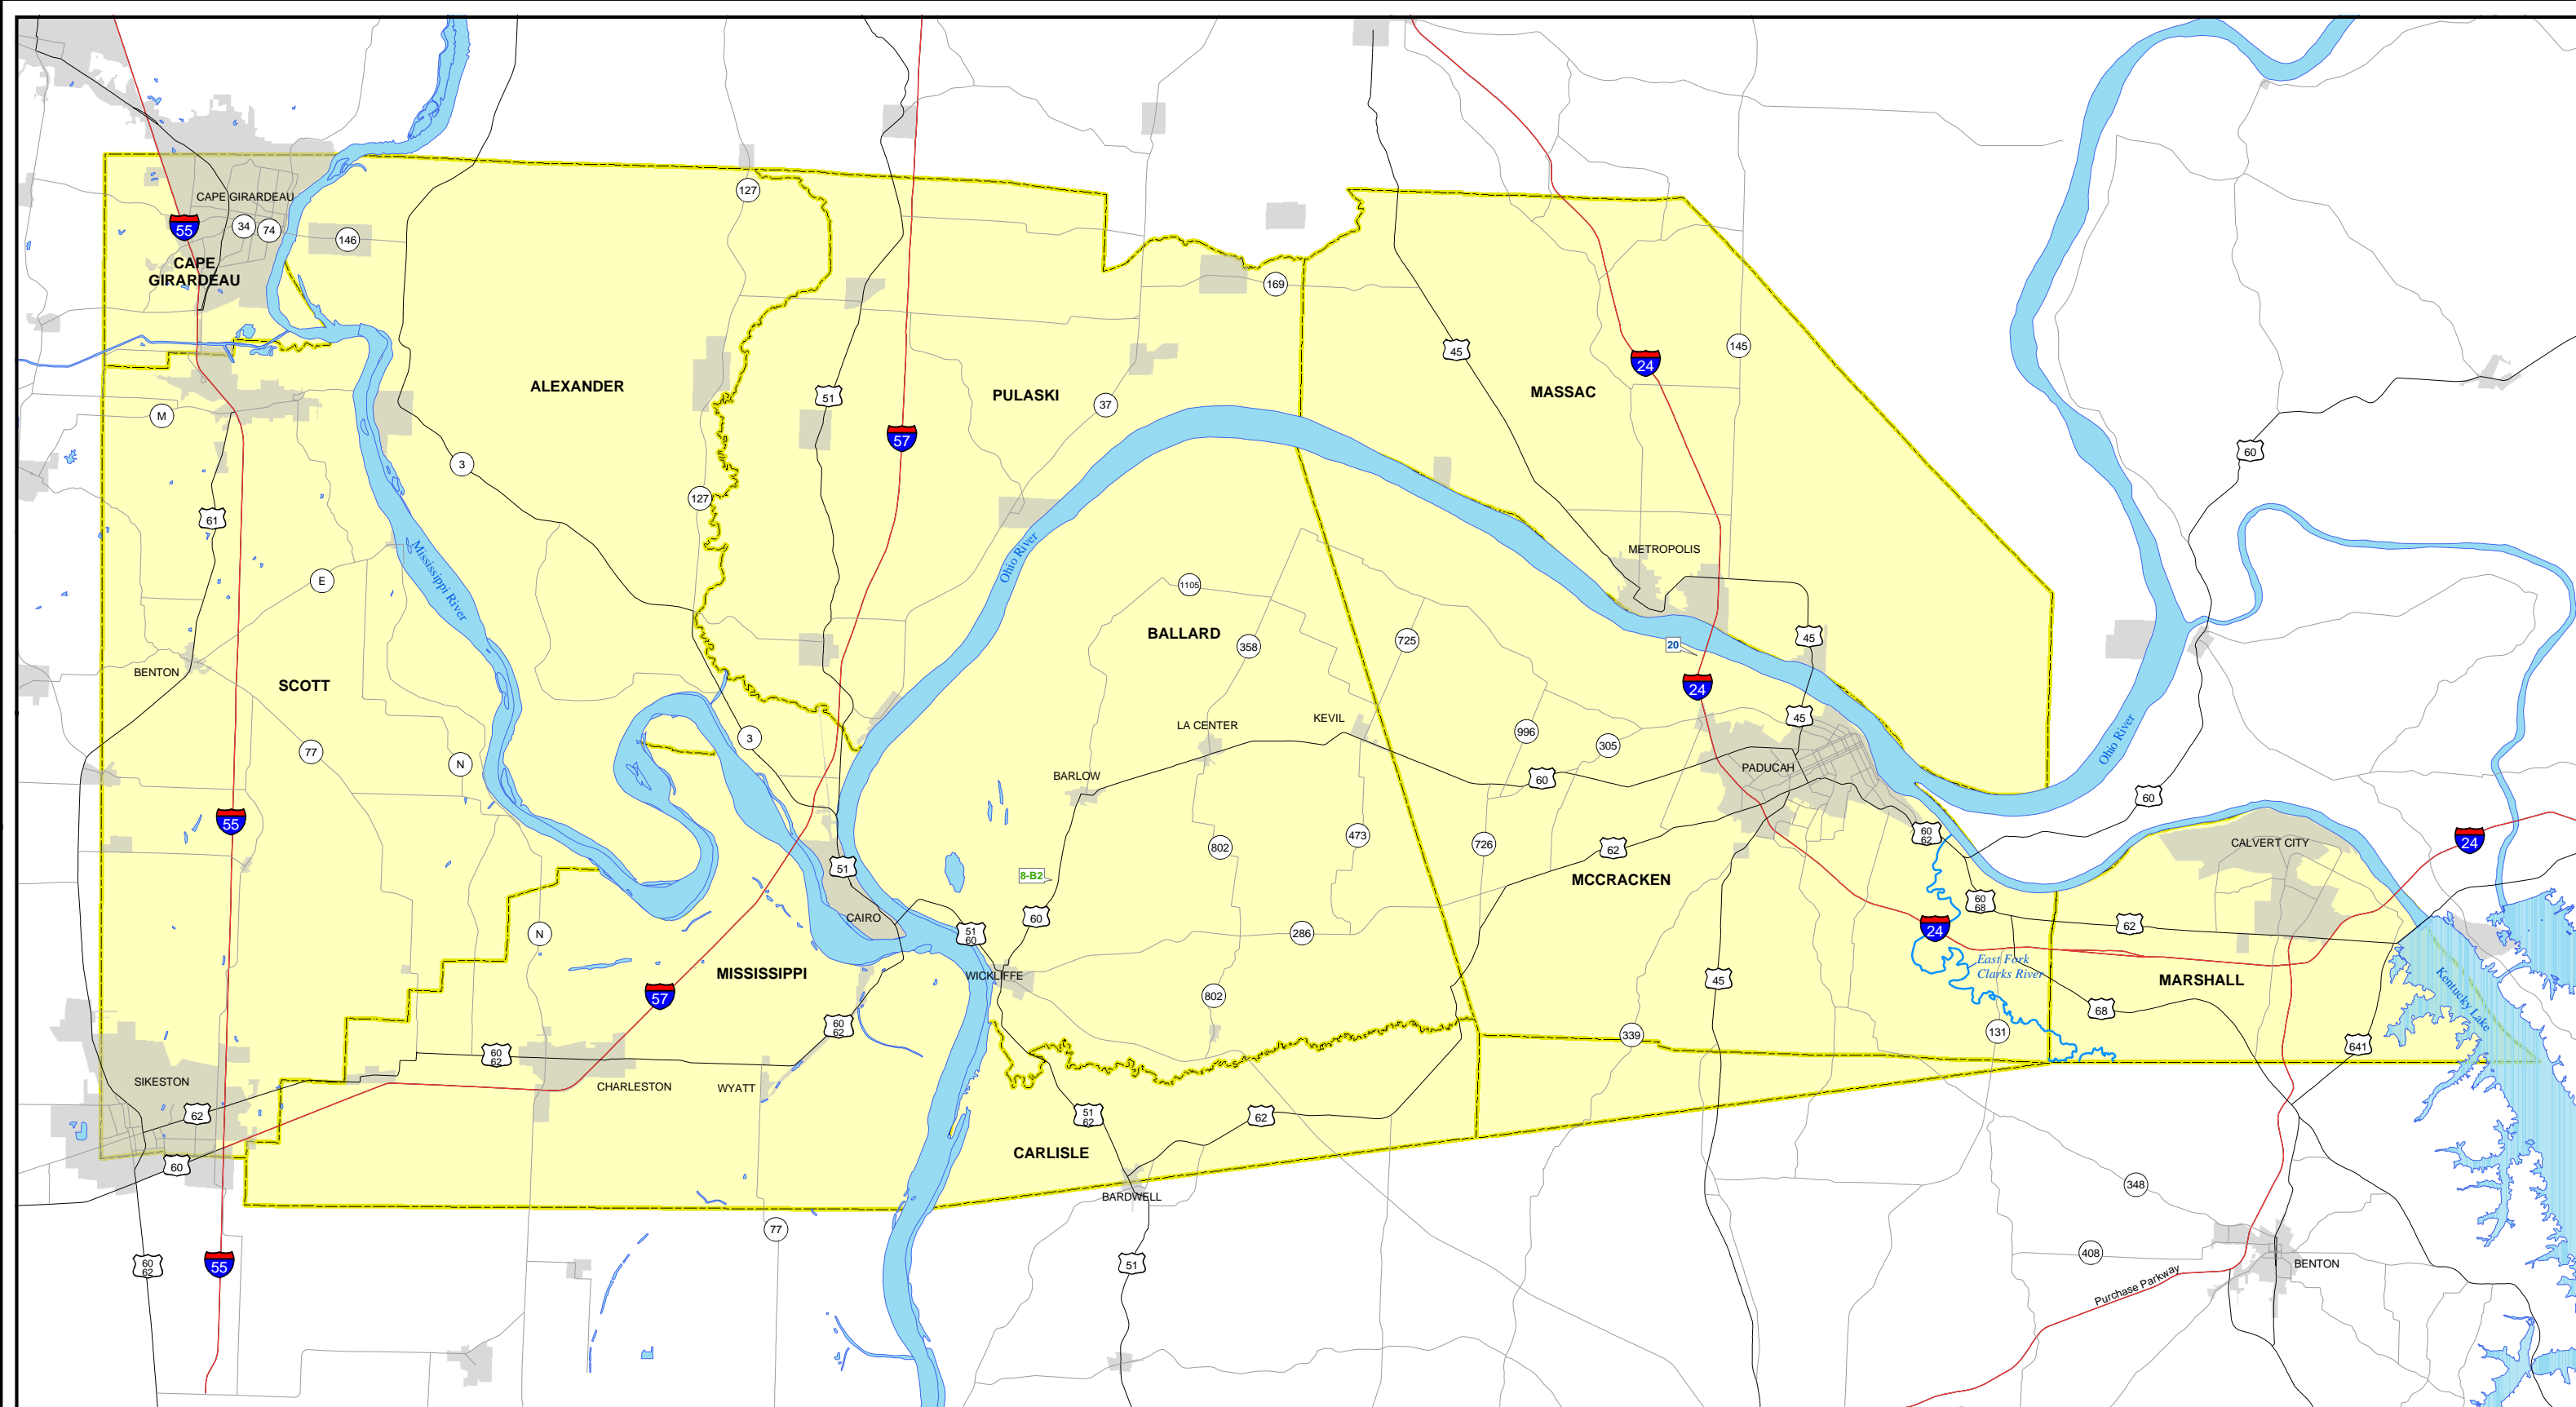 CAPE GIRARDEAU
127
34
74
146
55
CAPE
GIRARDEAU
169
145
45
24
ALEXANDER
51
PULASKI
MASSAC
37
M
57
60
3
127
61
Mississippi River
Ohio River
METROPOLIS
E
1105
BALLARD
358
725
45
20
BENTON
SCOTT
24
LA CENTER
KEVIL
45
996
305
Ohio River
77
3
N
BARLOW
60
PADUCAH
60
55
473
802
726
62
60
62
CALVERT CITY
24
51
8-B2
MCCRACKEN
CAIRO
60
60
68
62
N
51
60
286
24
East Fork
Clarks River
MISSISSIPPI
WICKLIFFE
45
MARSHALL
Kentucky Lake
57
802
68
60
62
339
131
641
60
62
SIKESTON
CHARLESTON
WYATT
62
51
62
62
CARLISLE
60
BARDWELL
348
77
408
60
62
55
51
BENTON
Purchase Parkway